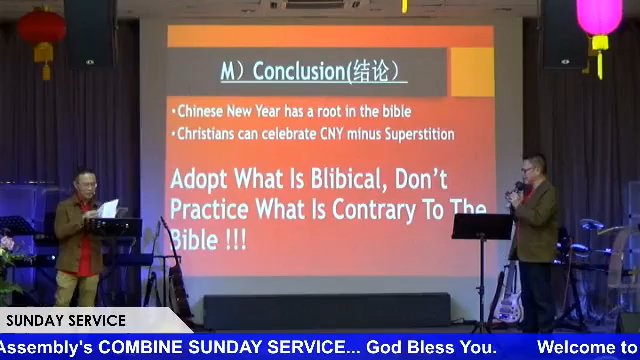 M）Conclusion(结论）
•Chinese New Year has a root in the bible
•Christians can celebrate CNY minus Superstition
Adopt What Is Blibical, Don't
Practice What Is Contrary To The
Bible !!!
SUNDAY SERVICE
Assembly's COMBINE SUNDAY SERVICE... God Bless You. Welcome to